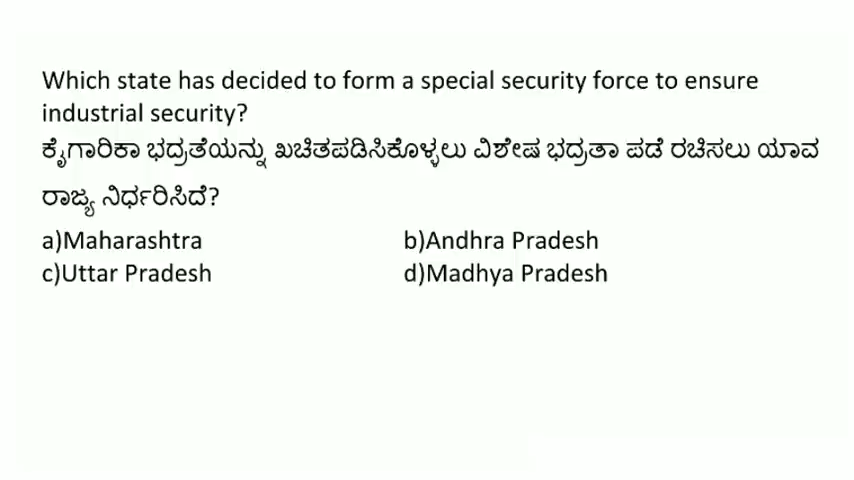 Which state has decided to form a special security force to ensure
industrial security?
ಕೈಗಾರಿಕಾ ಭದ್ರತೆಯನ್ನು ಖಚಿತಪಡಿಸಿಕೊಳ್ಳಲು ವಿಶೇಷ ಭದ್ರತಾ ಪಡೆ ರಚಿಸಲು ಯಾವ
ರಾಜ್ಯ ನಿರ್ಧರಿಸಿದೆ?
a)Maharashtra b)Andhra Pradesh
c)Uttar Pradesh d)Madhya Pradesh